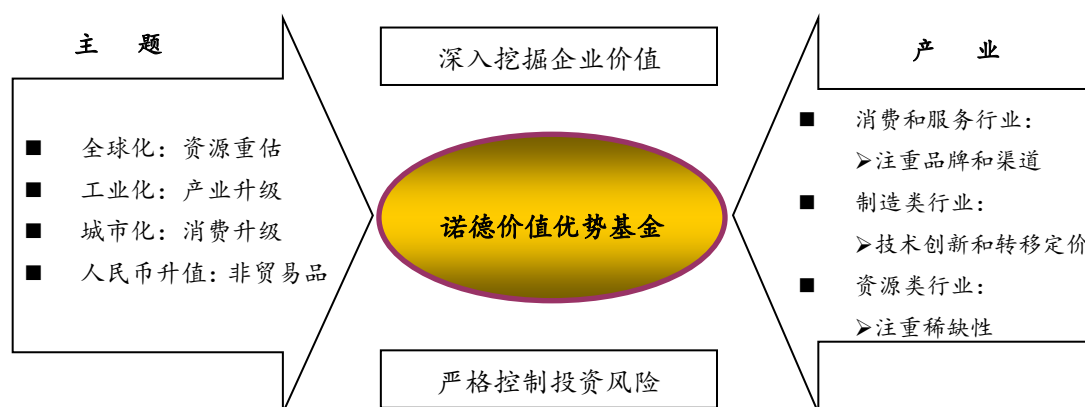 主 题
■ 全球化：资源重估
■ 工业化：产业升级
■ 城市化：消费升级
■ 人民币升值：非贸易品
深入挖掘企业价值
诺德价值优势基金
严格控制投资风险
产 业
■ 消费和服务行业：
➢注重品牌和渠道
■ 制造类行业：
➢技术创新和转移定价
■ 资源类行业：
➢注重稀缺性